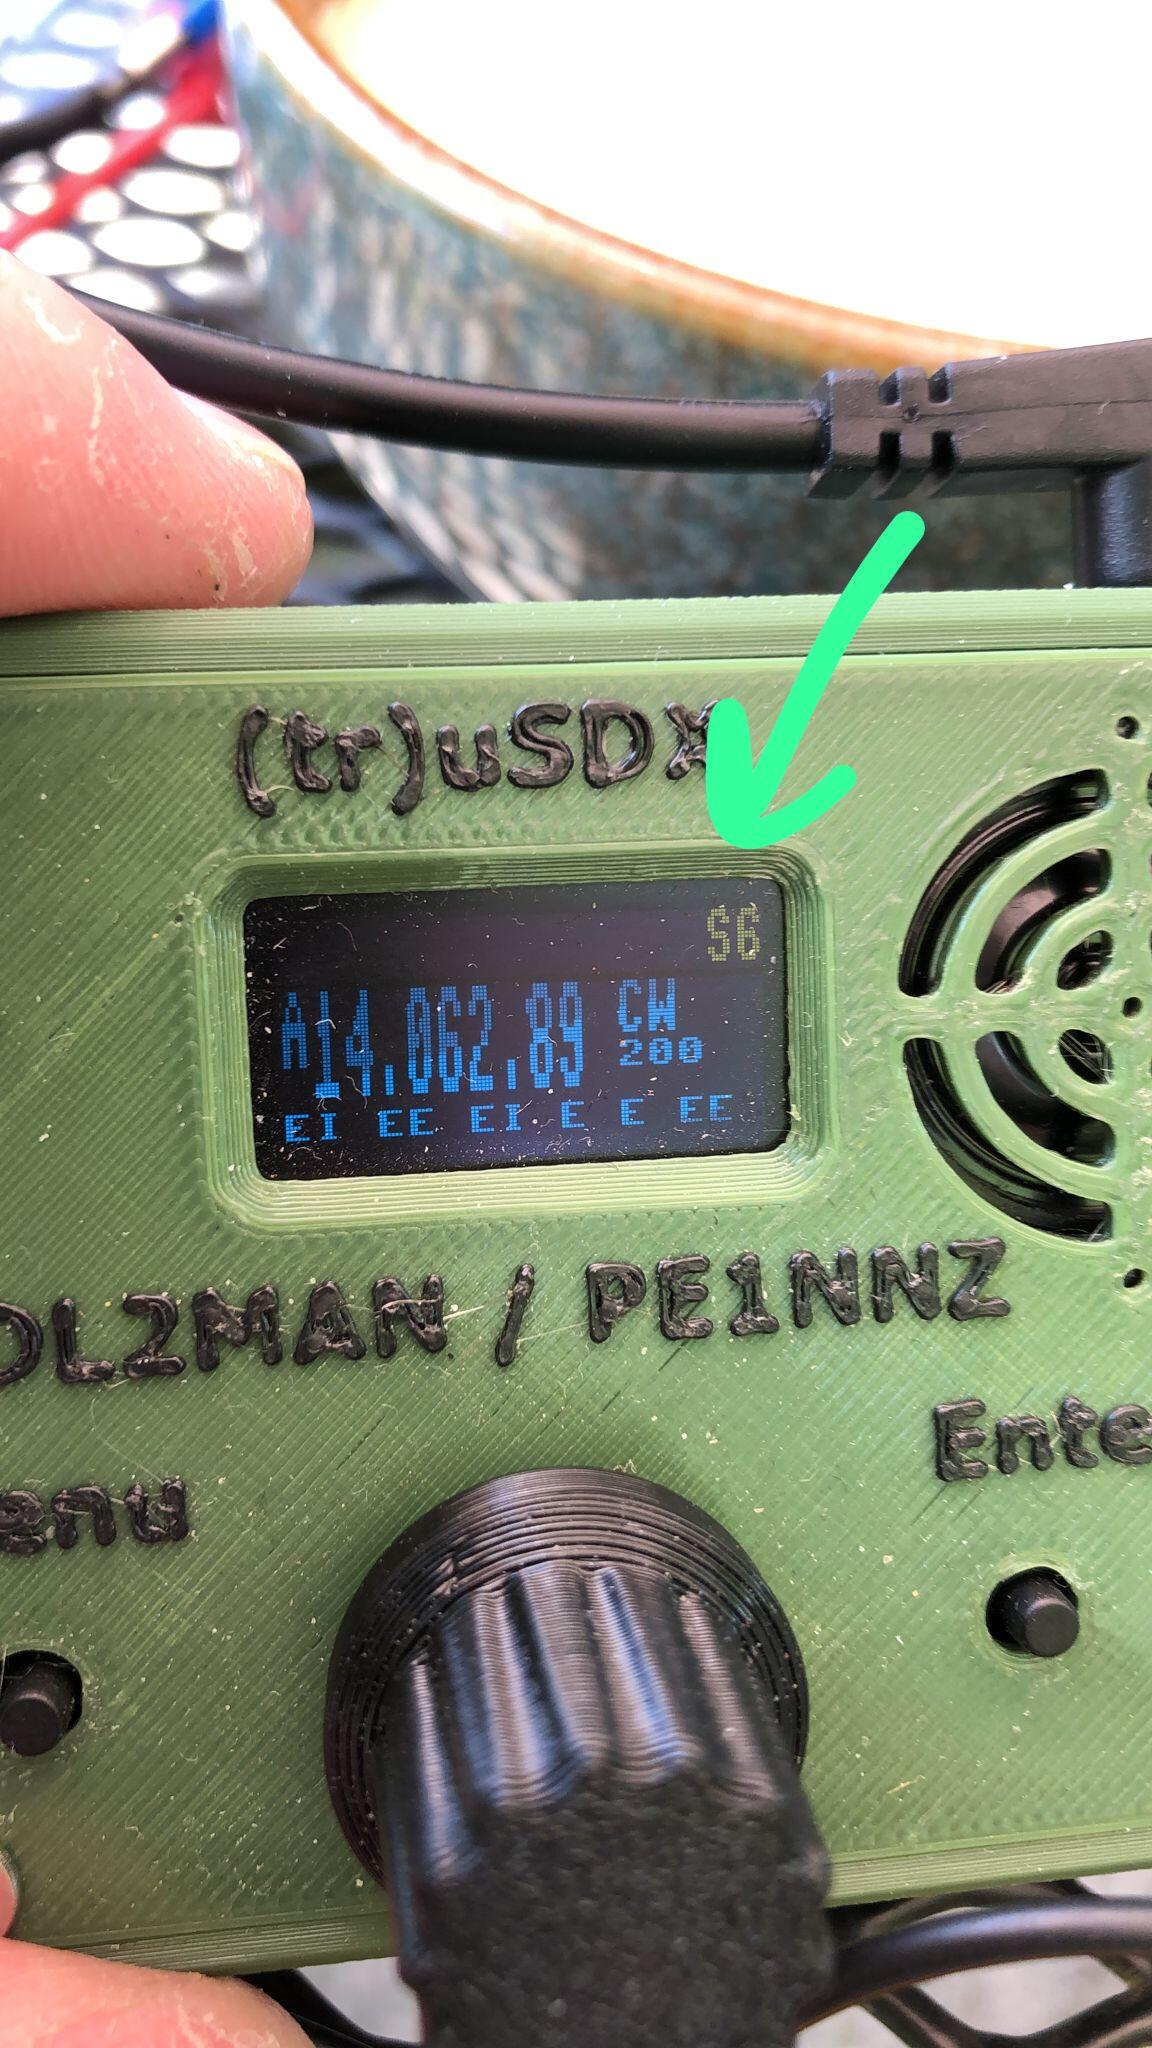 (tr)uSDX
S6
A14,062,89 CW
200
EI EE EI E E EE
DL2MAN / PE1NNZ
Ente
enu